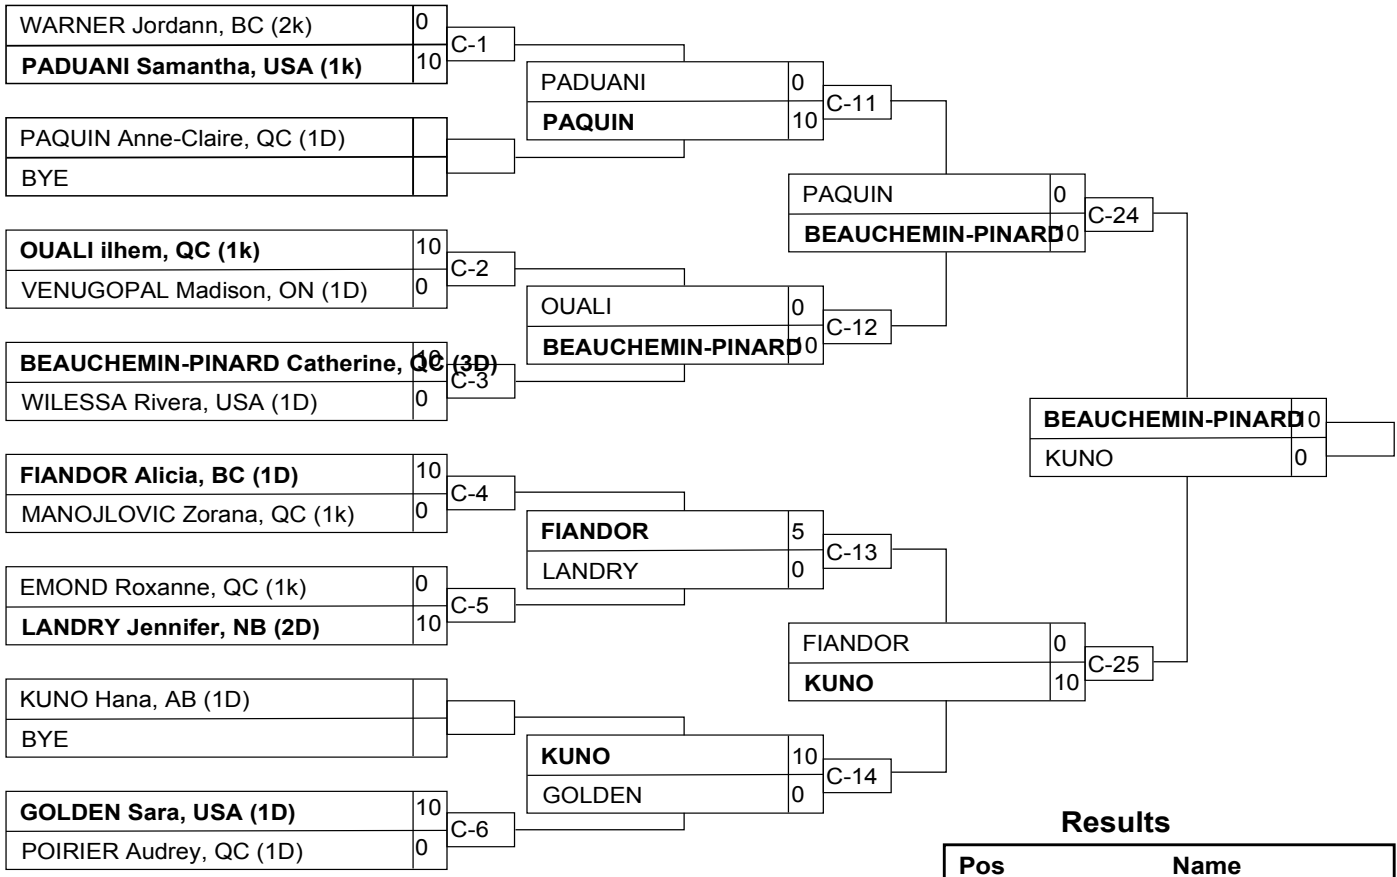 WARNER Jordann, BC (2k) 0
C-1
PADUANI Samantha, USA (1k) 10
PADUANI 0
C-11
PAQUIN 10
PAQUIN Anne-Claire, QC (1D)
BYE
PAQUIN 0
C-24
BEAUCHEMIN-PINARD 10
OUALI ilhem, QC (1k) 10
C-2
VENUGOPAL Madison, ON (1D) 0
OUALI 0
C-12
BEAUCHEMIN-PINARD 10
BEAUCHEMIN-PINARD Catherine, QC (3D) 10
C-3
WILESSA Rivera, USA (1D) 0
BEAUCHEMIN-PINARD 10
KUNO 0
FIANDOR Alicia, BC (1D) 10
C-4
MANOJLOVIC Zorana, QC (1k) 0
FIANDOR 5
C-13
LANDRY 0
EMOND Roxanne, QC (1k) 0
C-5
LANDRY Jennifer, NB (2D) 10
FIANDOR 0
C-25
KUNO 10
KUNO Hana, AB (1D)
BYE
KUNO 10
C-14
GOLDEN 0
GOLDEN Sara, USA (1D) 10
C-6
POIRIER Audrey, QC (1D) 0
Results
Pos Name